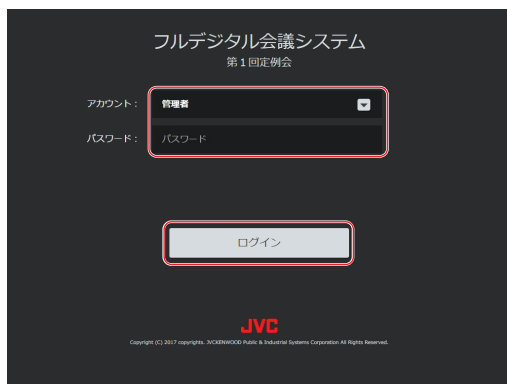 フルデジタル会議システム
第1回定例会
アカウント： 管理者
パスワード： パスワード
ログイン
JVC
Copyright (C) 2017 copyrights. JVCKENWOOD Public & Industrial Systems Corporation All Rights Reserved.